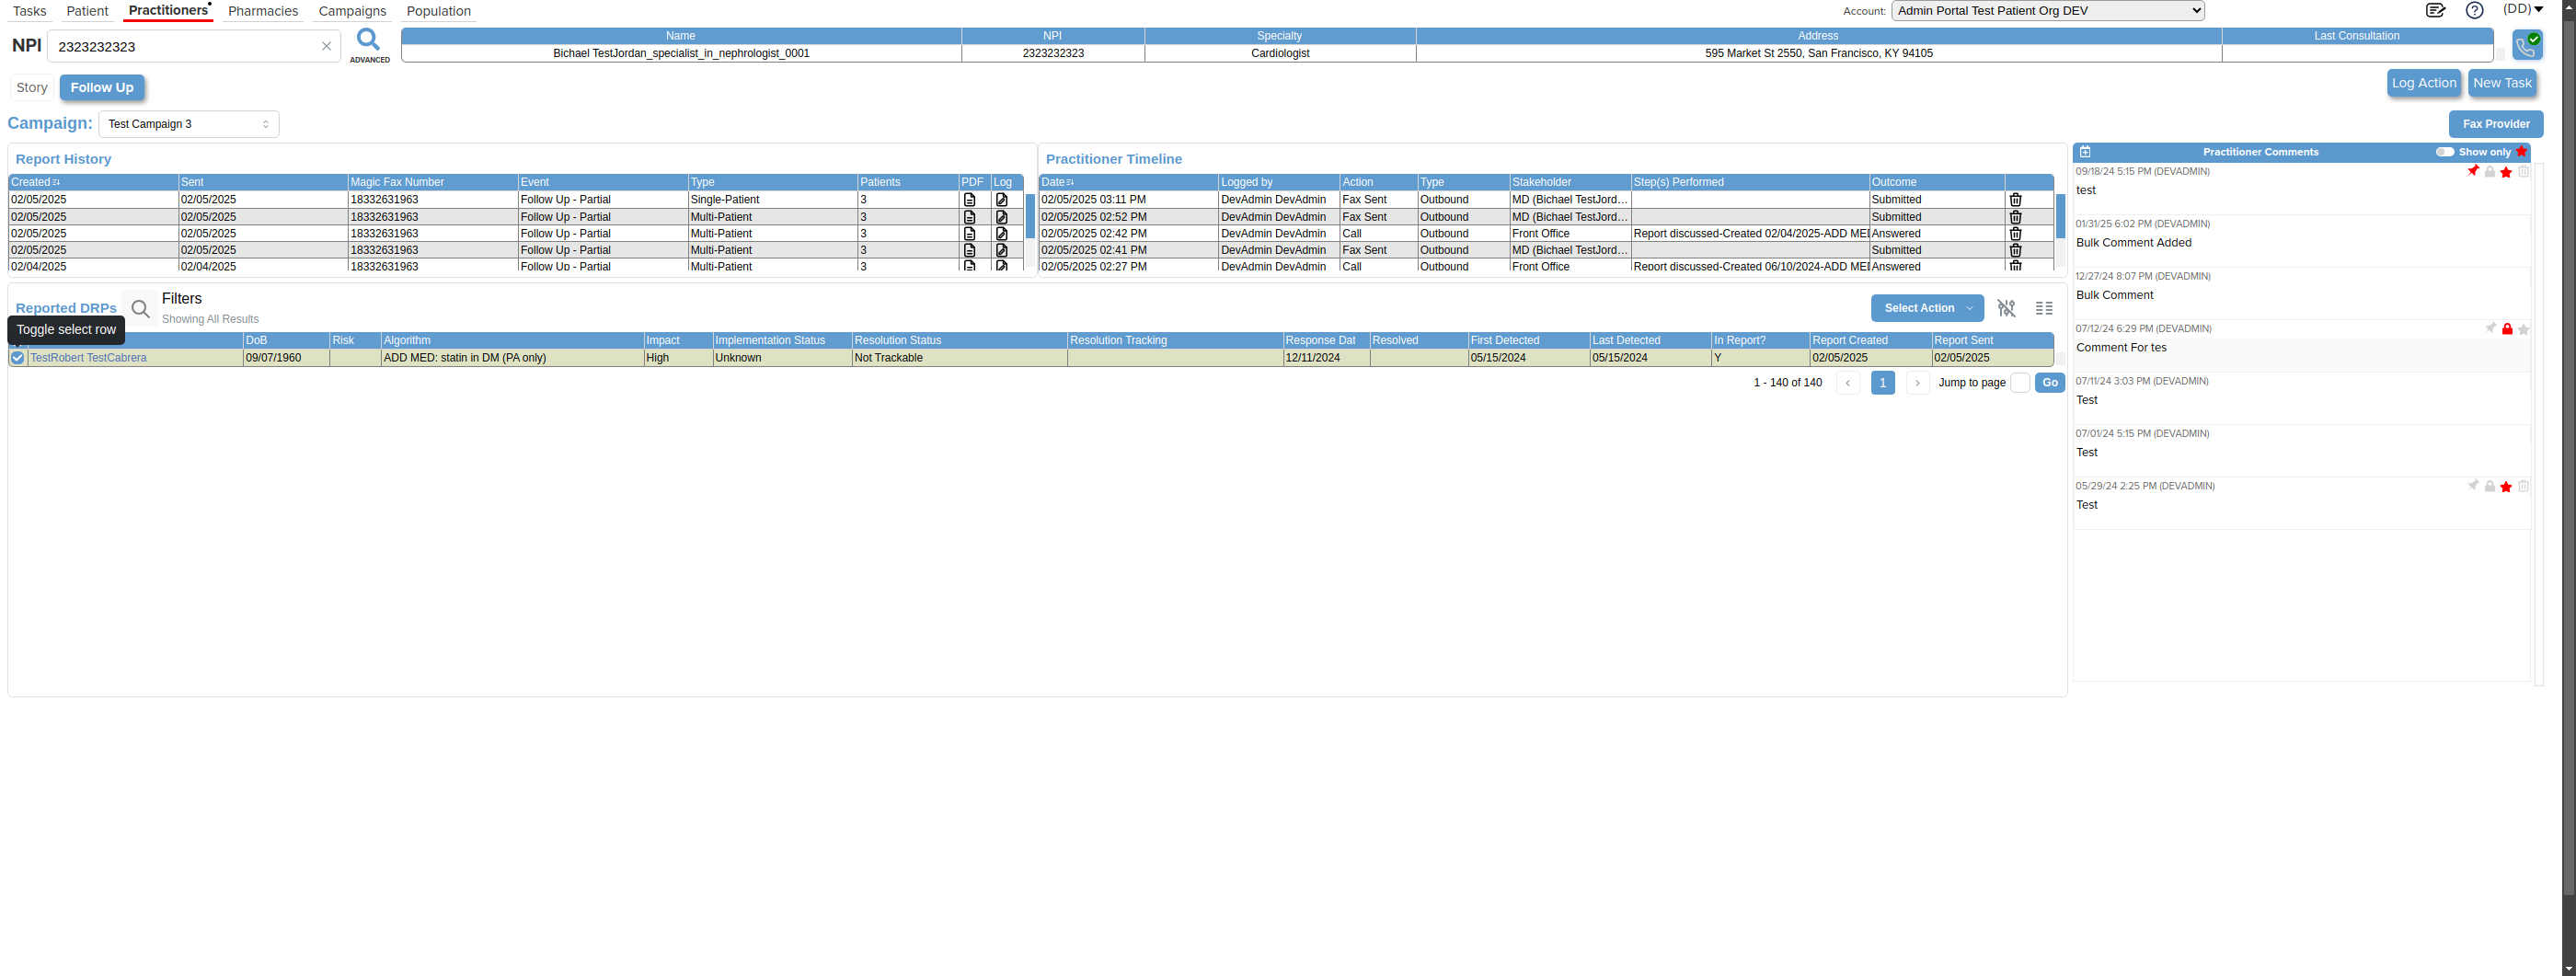 Tasks Patient Practitioners Pharmacies Campaigns Population Account: Admin Portal Test Patient Org DEV (DD)
NPI 2323232323 ADVANCED
Name NPI Specialty Address Last Consultation
Bichael TestJordan_specialist_in_nephrologist_0001 2323232323 Cardiologist 595 Market St 2550, San Francisco, KY 94105
Story Follow Up Log Action New Task
Campaign: Test Campaign 3 Fax Provider
Report History
Created Sent Magic Fax Number Event Type Patients PDF Log
02/05/2025 02/05/2025 18332631963 Follow Up - Partial Single-Patient 3
02/05/2025 02/05/2025 18332631963 Follow Up - Partial Multi-Patient 3
02/05/2025 02/05/2025 18332631963 Follow Up - Partial Multi-Patient 3
02/05/2025 02/05/2025 18332631963 Follow Up - Partial Multi-Patient 3
02/04/2025 02/04/2025 18332631963 Follow Up - Partial Multi-Patient 3
Practitioner Timeline
Date Logged by Action Type Stakeholder Step(s) Performed Outcome
02/05/2025 03:11 PM DevAdmin DevAdmin Fax Sent Outbound MD (Bichael TestJord... Submitted
02/05/2025 02:52 PM DevAdmin DevAdmin Fax Sent Outbound MD (Bichael TestJord... Submitted
02/05/2025 02:42 PM DevAdmin DevAdmin Call Outbound Front Office Report discussed-Created 02/04/2025-ADD MEI Answered
02/05/2025 02:41 PM DevAdmin DevAdmin Fax Sent Outbound MD (Bichael TestJord... Submitted
02/05/2025 02:27 PM DevAdmin DevAdmin Call Outbound Front Office Report discussed-Created 06/10/2024-ADD MEI Answered
Reported DRPs Filters
Showing All Results
Select Action
Toggle select row
DoB Risk Algorithm Impact Implementation Status Resolution Status Resolution Tracking Response Dat Resolved First Detected Last Detected In Report? Report Created Report Sent
TestRobert TestCabrera 09/07/1960 ADD MED: statin in DM (PA only) High Unknown Not Trackable 12/11/2024 05/15/2024 05/15/2024 Y 02/05/2025 02/05/2025
1 - 140 of 140 ‹ 1 › Jump to page Go
Practitioner Comments Show only
09/18/24 5:15 PM (DEVADMIN)
test
01/31/25 6:02 PM (DEVADMIN)
Bulk Comment Added
12/27/24 8:07 PM (DEVADMIN)
Bulk Comment
07/12/24 6:29 PM (DEVADMIN)
Comment For tes
07/11/24 3:03 PM (DEVADMIN)
Test
07/01/24 5:15 PM (DEVADMIN)
Test
05/29/24 2:25 PM (DEVADMIN)
Test